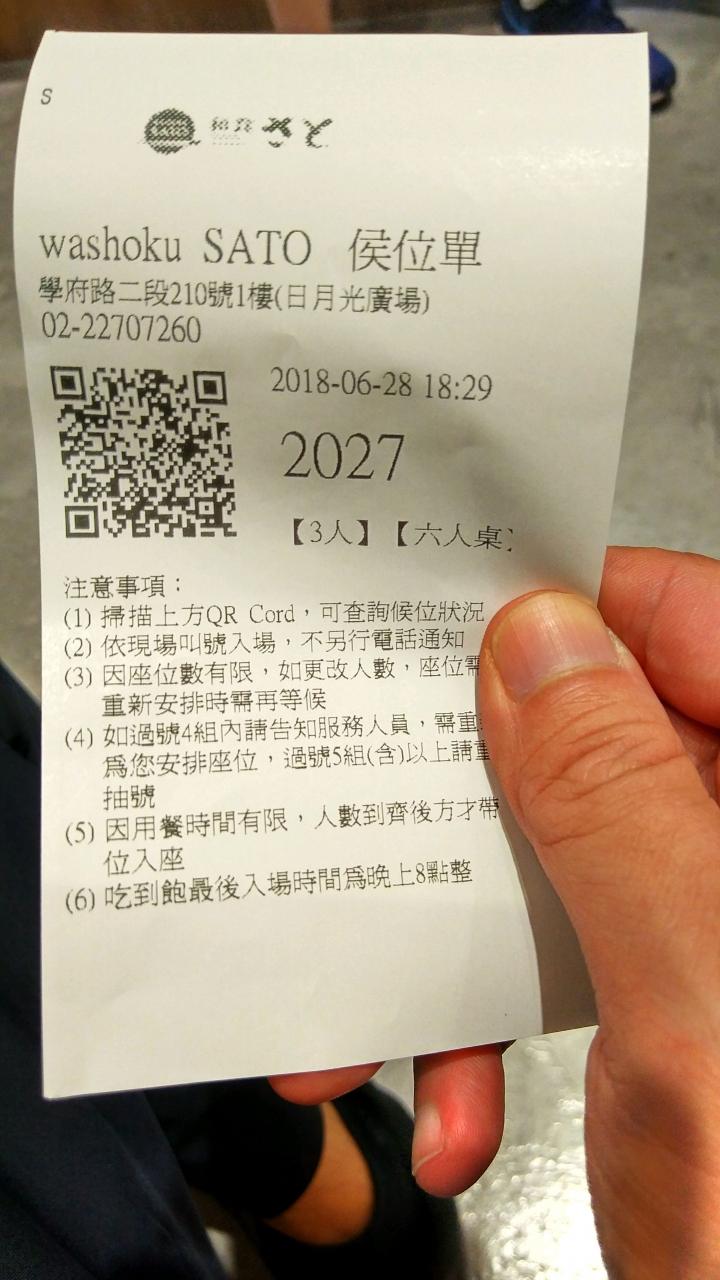 S
washoku SATO 侯位單
學府路二段210號1樓(日月光廣場)
02-22707260
2018-06-28 18:29
2027
【3人】【六人桌】
注意事項：
(1) 掃描上方QR Cord，可查詢候位狀況
(2) 依現場叫號入場，不另行電話通知
(3) 因座位數有限，如更改人數，座位需
重新安排時需再等候
(4) 如過號4組內請告知服務人員，需重
為您安排座位，過號5組(含)以上請重
抽號
(5) 因用餐時間有限，人數到齊後方才帶
位入座
(6) 吃到飽最後入場時間為晚上8點整